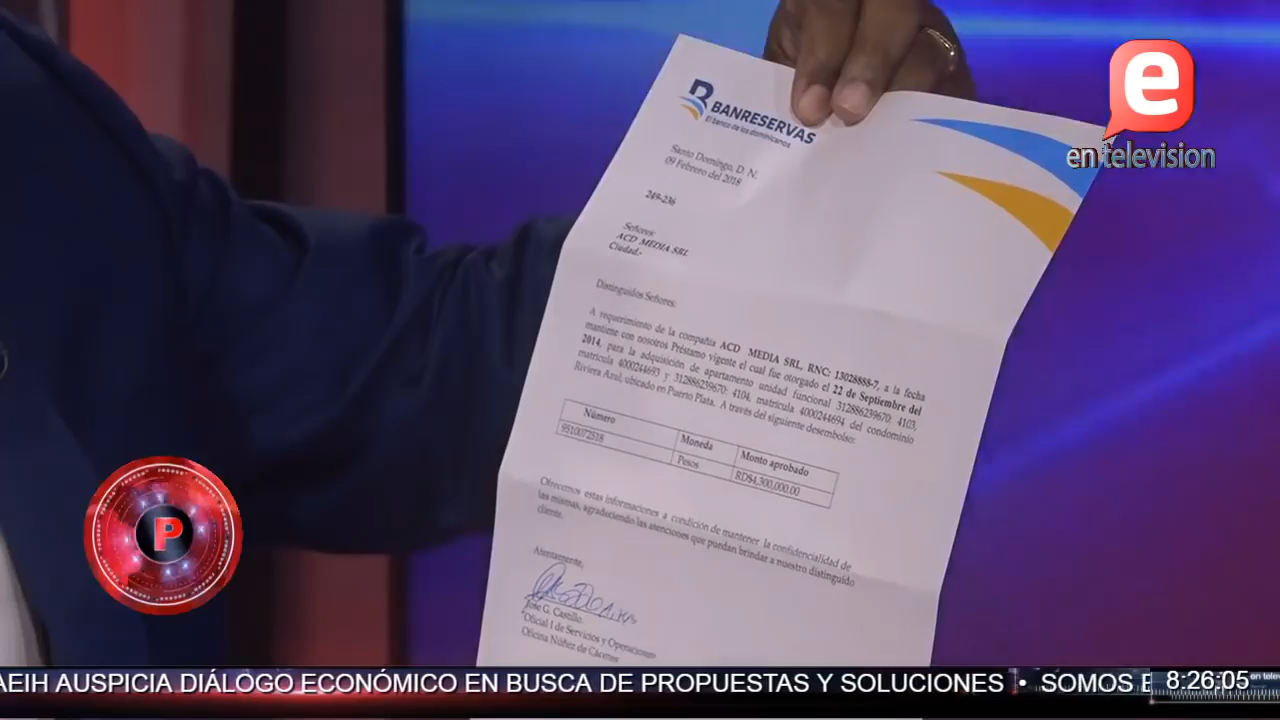 e
en television
BANRESERVAS
El banco de los dominicanos
Santo Domingo, D. N.
09 Febrero del 2018
249-236
Señores:
ACD MEDIA SRL
Ciudad.-
Distinguidos Señores:
A requerimiento de la compañía ACD MEDIA SRL, RNC: 13028888-7, a la fecha
mantiene con nosotros Préstamo vigente el cual fue otorgado el 22 de Septiembre del
2014, para la adquisición de apartamento unidad funcional 312886239670: 4103,
matrícula 4000244693 y 312886239670: 4104, matrícula 4000244694 del condominio
Riviera Azul, ubicado en Puerto Plata. A través del siguiente desembolso:
Número Moneda Monto aprobado
9510072518 Pesos RD$4,300,000.00
Ofrecemos estas informaciones a condición de mantener la confidencialidad de
las mismas, agradeciendo las atenciones que puedan brindar a nuestro distinguido
cliente.
Atentamente,
Jose G. Castillo.
Oficial I de Servicios y Operaciones
Oficina Núñez de Cáceres
P
AEIH AUSPICIA DIÁLOGO ECONÓMICO EN BUSCA DE PROPUESTAS Y SOLUCIONES • SOMOS E
8:26:05